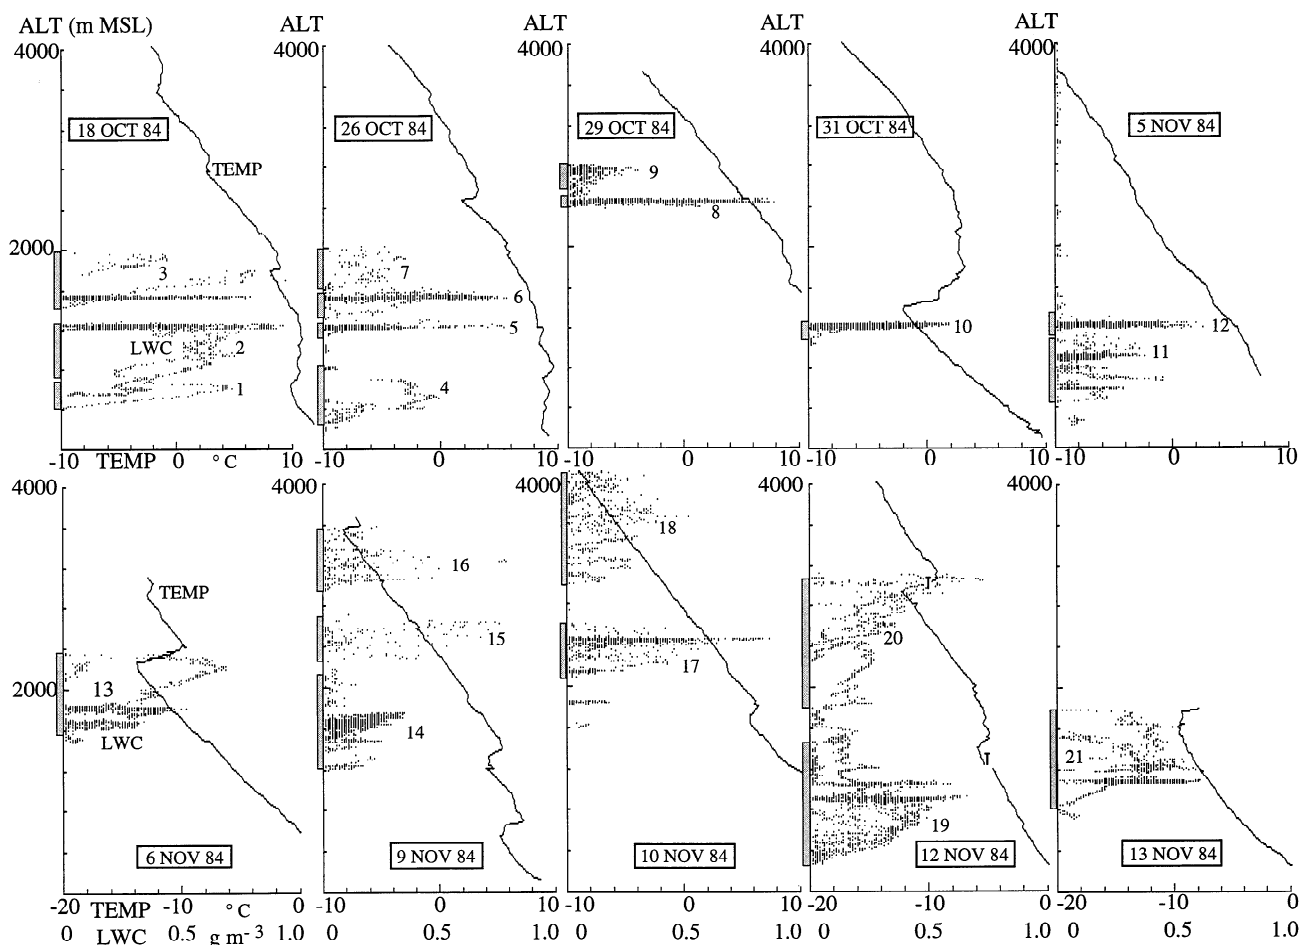 ALT (m MSL) ALT ALT ALT ALT
4000 4000 4000 4000
18 OCT 84 26 OCT 84 29 OCT 84 31 OCT 84 5 NOV 84
TEMP 9
8
2000 3 7
6
5 10 12
LWC 2 11
1 4
-10 TEMP 0 °C 10 -10 0 10 -10 0 10 -10 0 10 -10 0 10
4000 4000 4000 4000
18
16
TEMP
15 20
13 17
2000
14 21
LWC
19
6 NOV 84 9 NOV 84 10 NOV 84 12 NOV 84 13 NOV 84
-20 TEMP -10 °C 0 -10 0 10 -10 0 10 -20 -10 0 -20 -10 0
0 LWC 0.5 g m-3 1.0 0 0.5 1.0 0 0.5 1.0 0 0.5 1.0 0 0.5 1.0